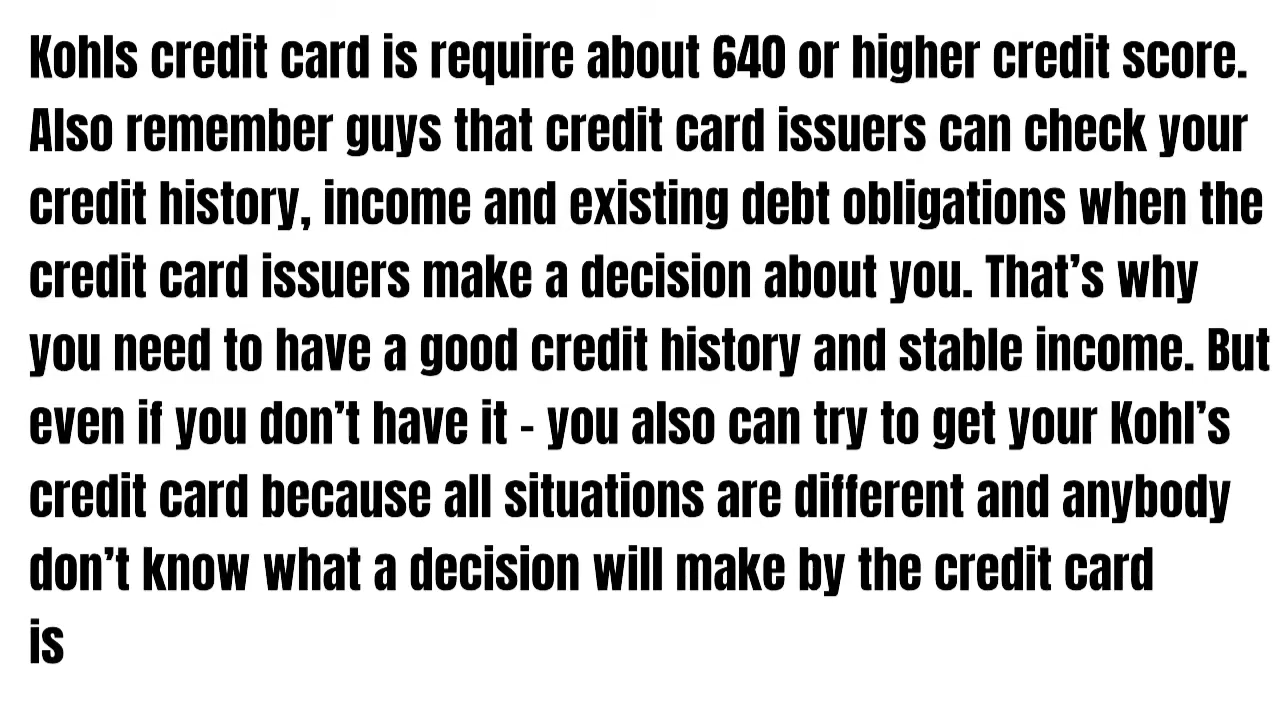 Kohls credit card is require about 640 or higher credit score.
Also remember guys that credit card issuers can check your
credit history, income and existing debt obligations when the
credit card issuers make a decision about you. That’s why
you need to have a good credit history and stable income. But
even if you don’t have it - you also can try to get your Kohl’s
credit card because all situations are different and anybody
don’t know what a decision will make by the credit card
is